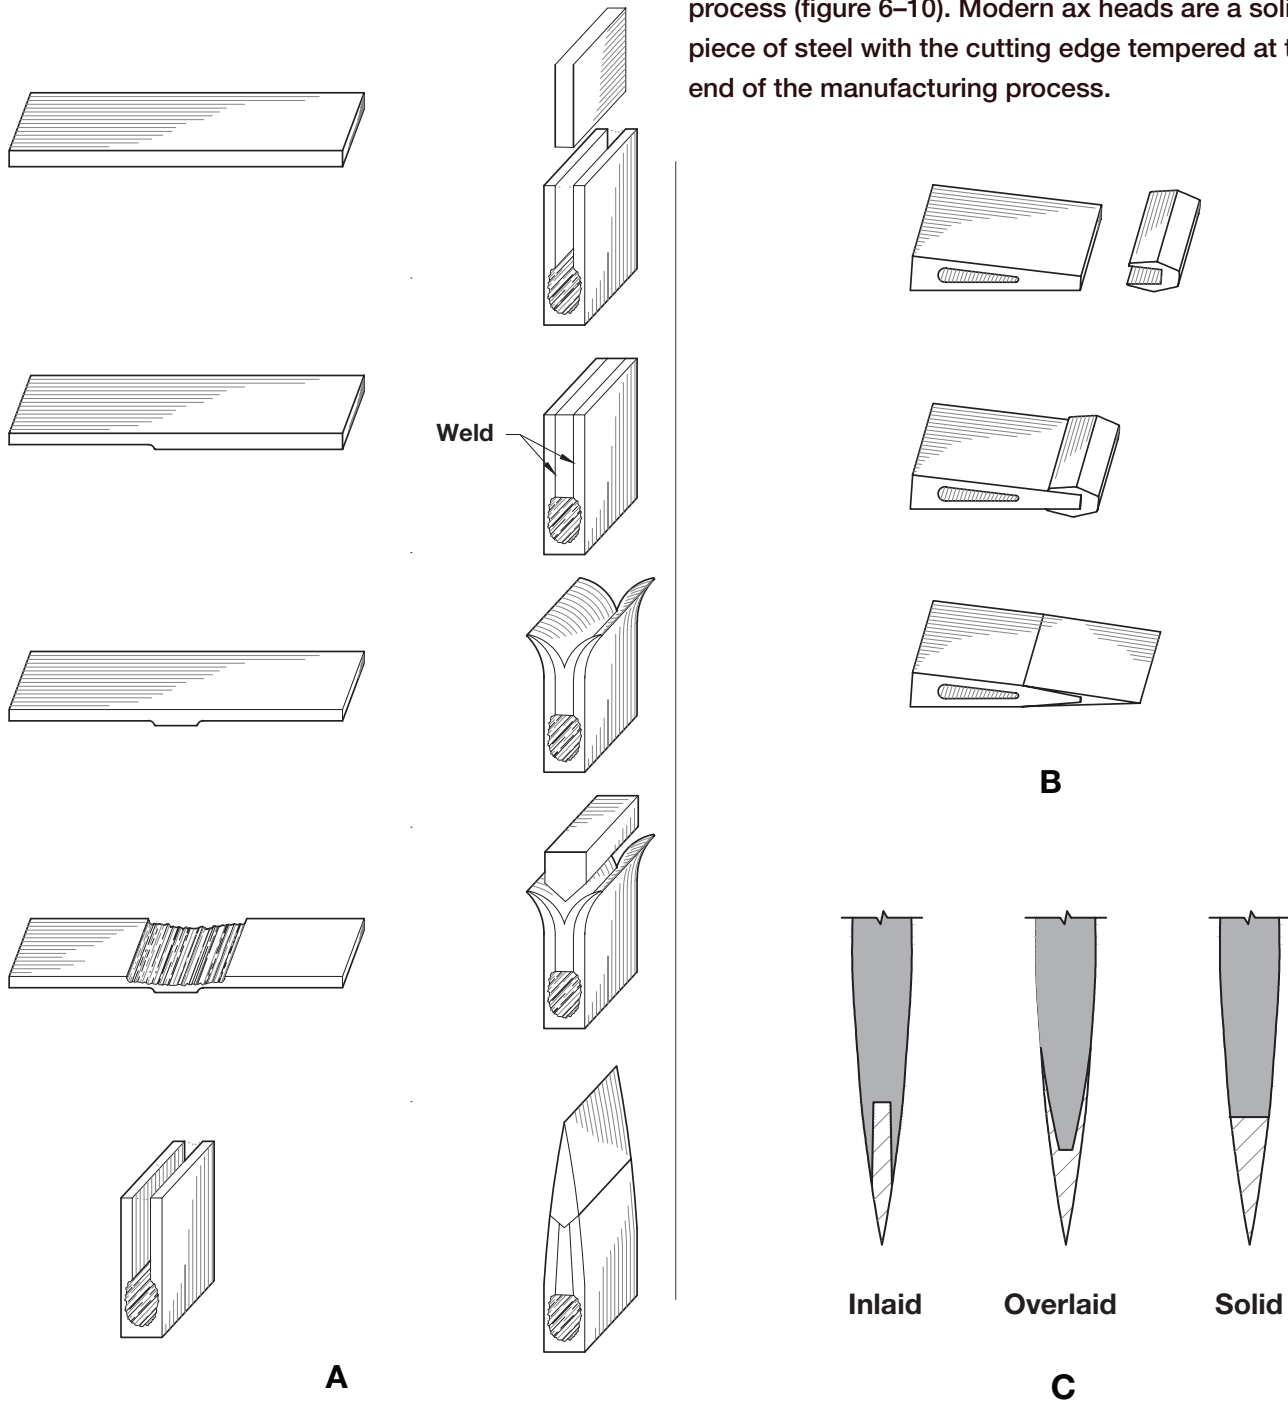 process (figure 6–10). Modern ax heads are a
piece of steel with the cutting edge tempered at
end of the manufacturing process.
Weld
A
B
Inlaid Overlaid Solid
C